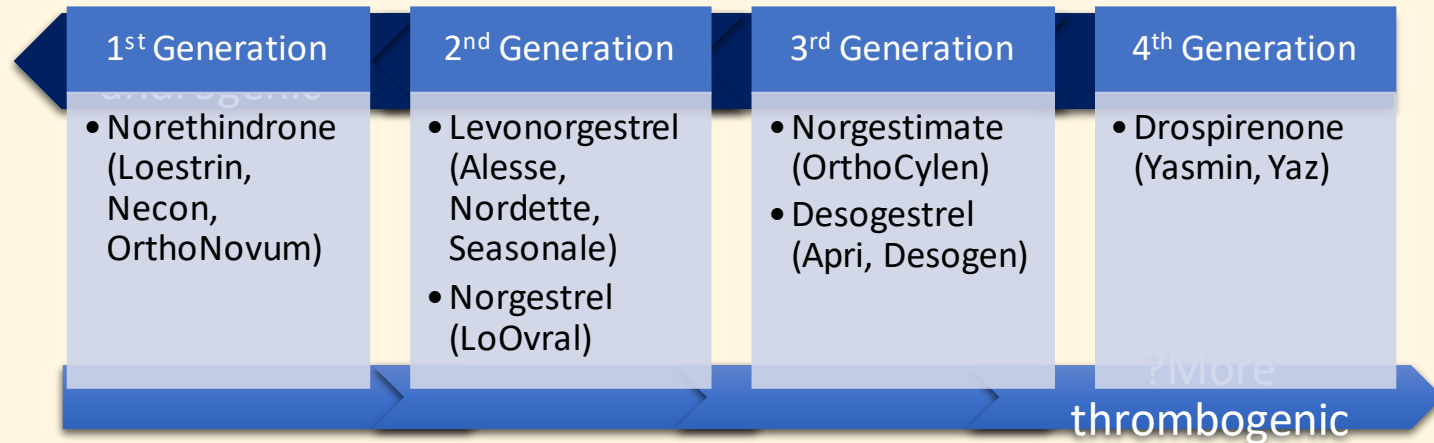 1st Generation
2nd Generation
3rd Generation
4th Generation
androgenic
• Norethindrone
(Loestrin,
Necon,
OrthoNovum)
• Levonorgestrel
(Alesse,
Nordette,
Seasonale)
• Norgestrel
(LoOvral)
• Norgestimate
(OrthoCylen)
• Desogestrel
(Apri, Desogen)
• Drospirenone
(Yasmin, Yaz)
?More
thrombogenic